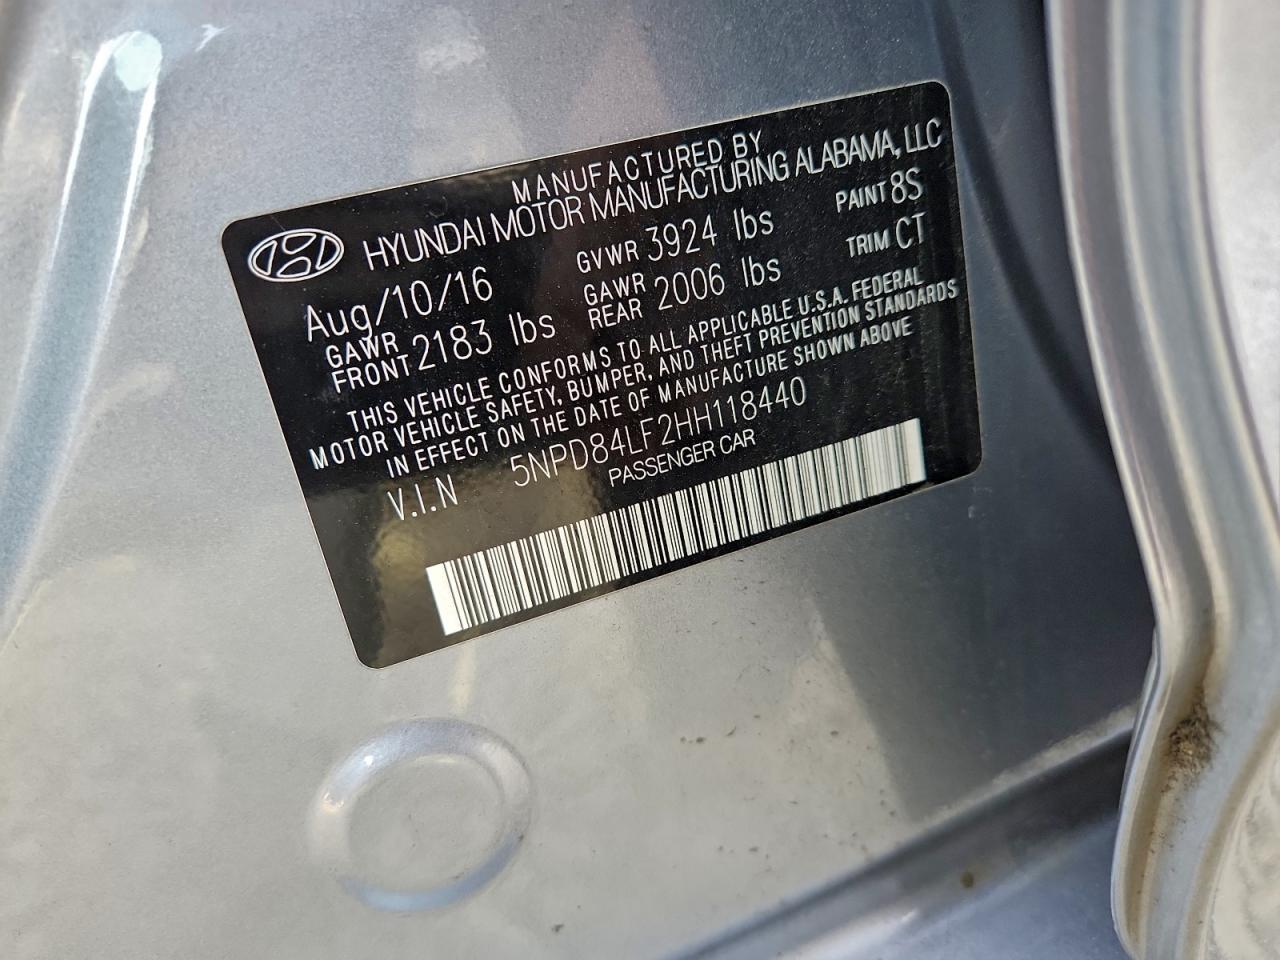 MANUFACTURED BY
HYUNDAI MOTOR MANUFACTURING ALABAMA, LLC
Aug/10/16 GVWR 3924 lbs PAINT 8S
GAWR FRONT 2183 lbs GAWR REAR 2006 lbs TRIM CT
THIS VEHICLE CONFORMS TO ALL APPLICABLE U.S.A. FEDERAL
MOTOR VEHICLE SAFETY, BUMPER, AND THEFT PREVENTION STANDARDS
IN EFFECT ON THE DATE OF MANUFACTURE SHOWN ABOVE
V.I.N 5NPD84LF2HH118440
PASSENGER CAR